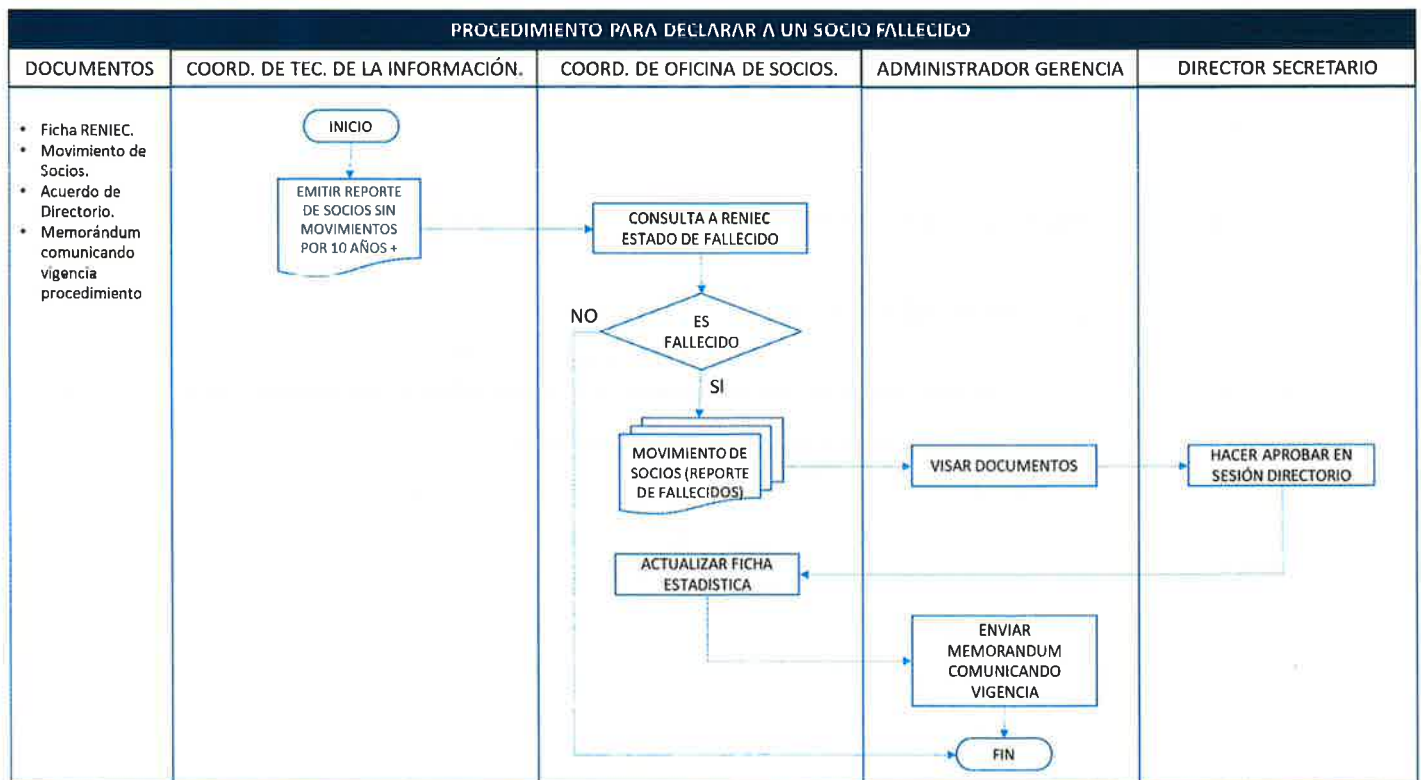 PROCEDIMIENTO PARA DECLARAR A UN SOCIO FALLECIDO
DOCUMENTOS
COORD. DE TEC. DE LA INFORMACIÓN.
COORD. DE OFICINA DE SOCIOS.
ADMINISTRADOR GERENCIA
DIRECTOR SECRETARIO
• Ficha RENIEC.
• Movimiento de
Socios.
• Acuerdo de
Directorio.
• Memorándum
comunicando
vigencia
procedimiento
INICIO
EMITIR REPORTE
DE SOCIOS SIN
MOVIMIENTOS
POR 10 AÑOS +
CONSULTA A RENIEC
ESTADO DE FALLECIDO
NO
ES
FALLECIDO
SI
MOVIMIENTO DE
SOCIOS (REPORTE
DE FALLECIDOS)
VISAR DOCUMENTOS
HACER APROBAR EN
SESIÓN DIRECTORIO
ACTUALIZAR FICHA
ESTADISTICA
ENVIAR
MEMORANDUM
COMUNICANDO
VIGENCIA
FIN